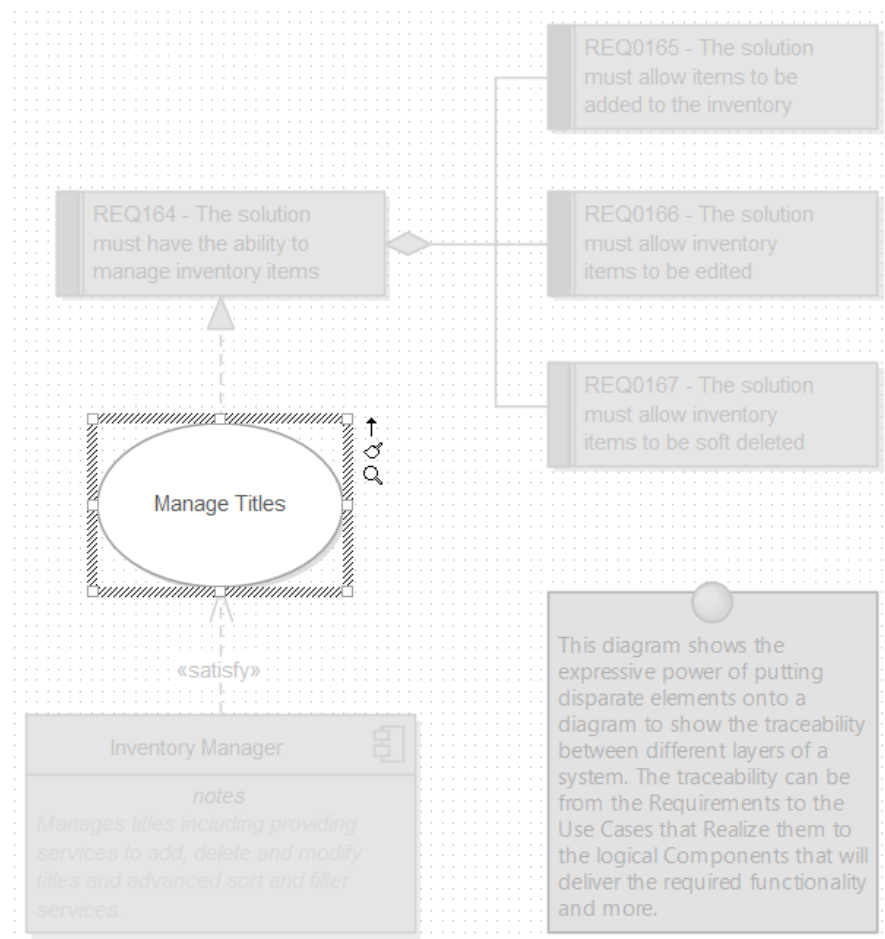 REQ0165 - The solution
must allow items to be
added to the inventory
REQ164 - The solution
must have the ability to
manage inventory items
REQ0166 - The solution
must allow inventory
items to be edited
REQ0167 - The solution
must allow inventory
items to be soft deleted
Manage Titles
«satisfy»
Inventory Manager
notes
Manages titles including providing
services to add, delete and modify
titles and advanced sort and filter
services.
This diagram shows the
expressive power of putting
disparate elements onto a
diagram to show the traceability
between different layers of a
system. The traceability can be
from the Requirements to the
Use Cases that Realize them to
the logical Components that will
deliver the required functionality
and more.